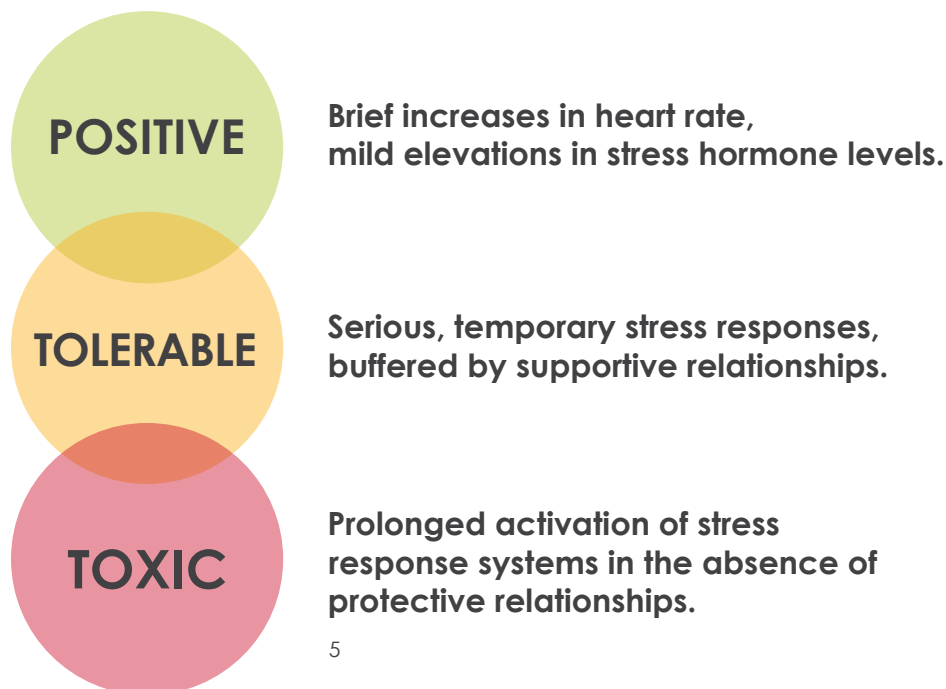 POSITIVE
Brief increases in heart rate,
mild elevations in stress hormone levels.
TOLERABLE
Serious, temporary stress responses,
buffered by supportive relationships.
TOXIC
Prolonged activation of stress
response systems in the absence of
protective relationships.
5